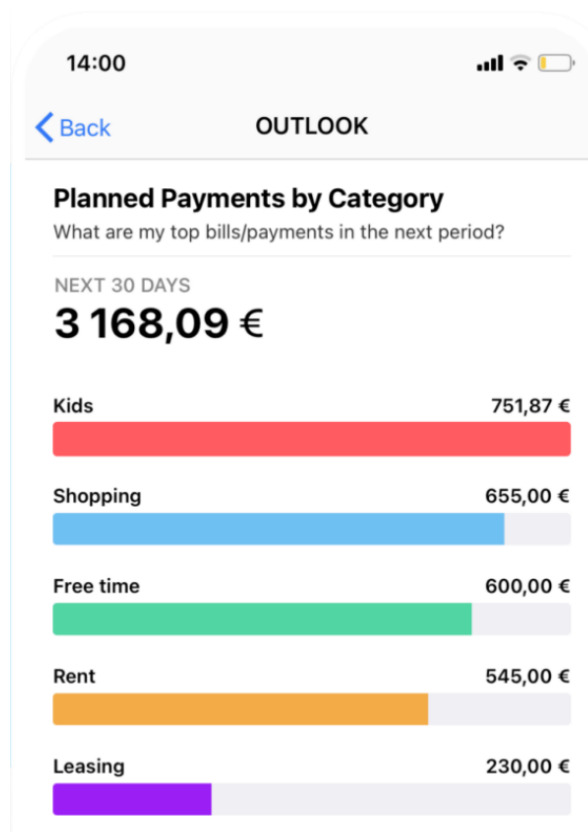 14:00
Back OUTLOOK
Planned Payments by Category
What are my top bills/payments in the next period?
NEXT 30 DAYS
3 168,09 €
Kids 751,87 €
Shopping 655,00 €
Free time 600,00 €
Rent 545,00 €
Leasing 230,00 €